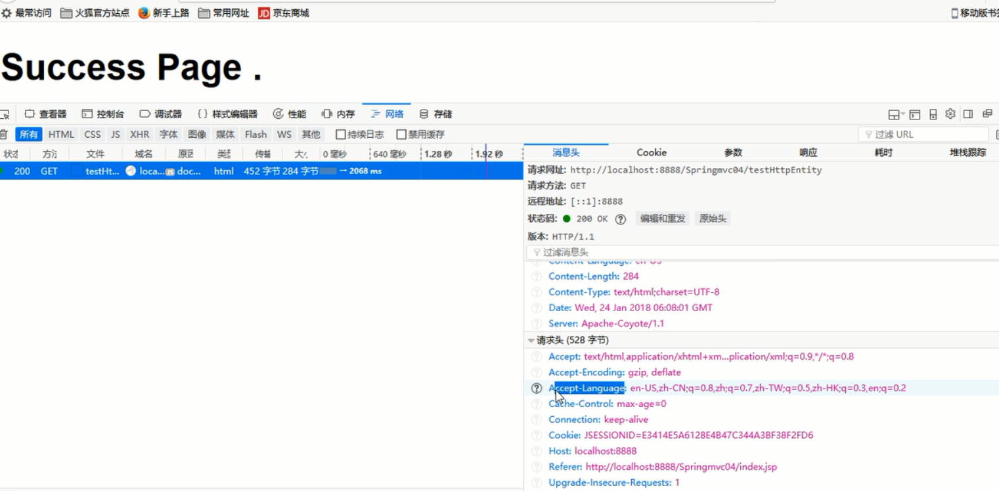 最常访问 火狐官方站点 新手上路 常用网址 JD 京东商城 移动版书签
Success Page .
查看器 控制台 调试器 {} 样式编辑器 性能 内存 网络 存储
所有 HTML CSS JS XHR 字体 图像 媒体 Flash WS 其他 持续日志 禁用缓存 过滤 URL
方 文件 域名 传输 0 毫秒 640 毫秒 1.28 秒 1.92 秒 消息头 Cookie 参数 响应 耗时 堆栈跟踪
200 GET testHt... loca... JS doc... html 452 字节 284 字节 → 2068 ms
请求网址: http://localhost:8888/Springmvc04/testHttpEntity
请求方法: GET
远程地址: [::1]:8888
状态码: 200 OK 编辑和重发 原始头
版本: HTTP/1.1
过滤消息头
Content-Language: en-US
Content-Length: 284
Content-Type: text/html;charset=UTF-8
Date: Wed, 24 Jan 2018 06:08:01 GMT
Server: Apache-Coyote/1.1
请求头 (528 字节)
Accept: text/html,application/xhtml+xm...plication/xml;q=0.9,*/*;q=0.8
Accept-Encoding: gzip, deflate
Accept-Language: en-US,zh-CN;q=0.8,zh;q=0.7,zh-TW;q=0.5,zh-HK;q=0.3,en;q=0.2
Cache-Control: max-age=0
Connection: keep-alive
Cookie: JSESSIONID=E3414E5A6128E4B47C344A3BF38F2FD6
Host: localhost:8888
Referer: http://localhost:8888/Springmvc04/index.jsp
Upgrade-Insecure-Requests: 1